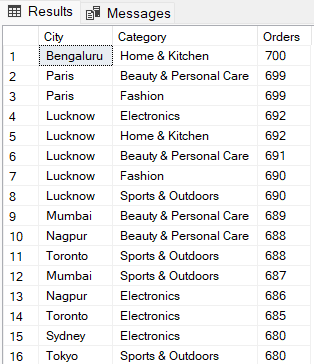 Results Messages
City Category Orders
1 Bengaluru Home & Kitchen 700
2 Paris Beauty & Personal Care 699
3 Paris Fashion 699
4 Lucknow Electronics 692
5 Lucknow Home & Kitchen 692
6 Lucknow Beauty & Personal Care 691
7 Lucknow Fashion 690
8 Lucknow Sports & Outdoors 690
9 Mumbai Beauty & Personal Care 689
10 Nagpur Beauty & Personal Care 688
11 Toronto Sports & Outdoors 688
12 Mumbai Sports & Outdoors 687
13 Nagpur Electronics 686
14 Toronto Electronics 685
15 Sydney Electronics 680
16 Tokyo Sports & Outdoors 680